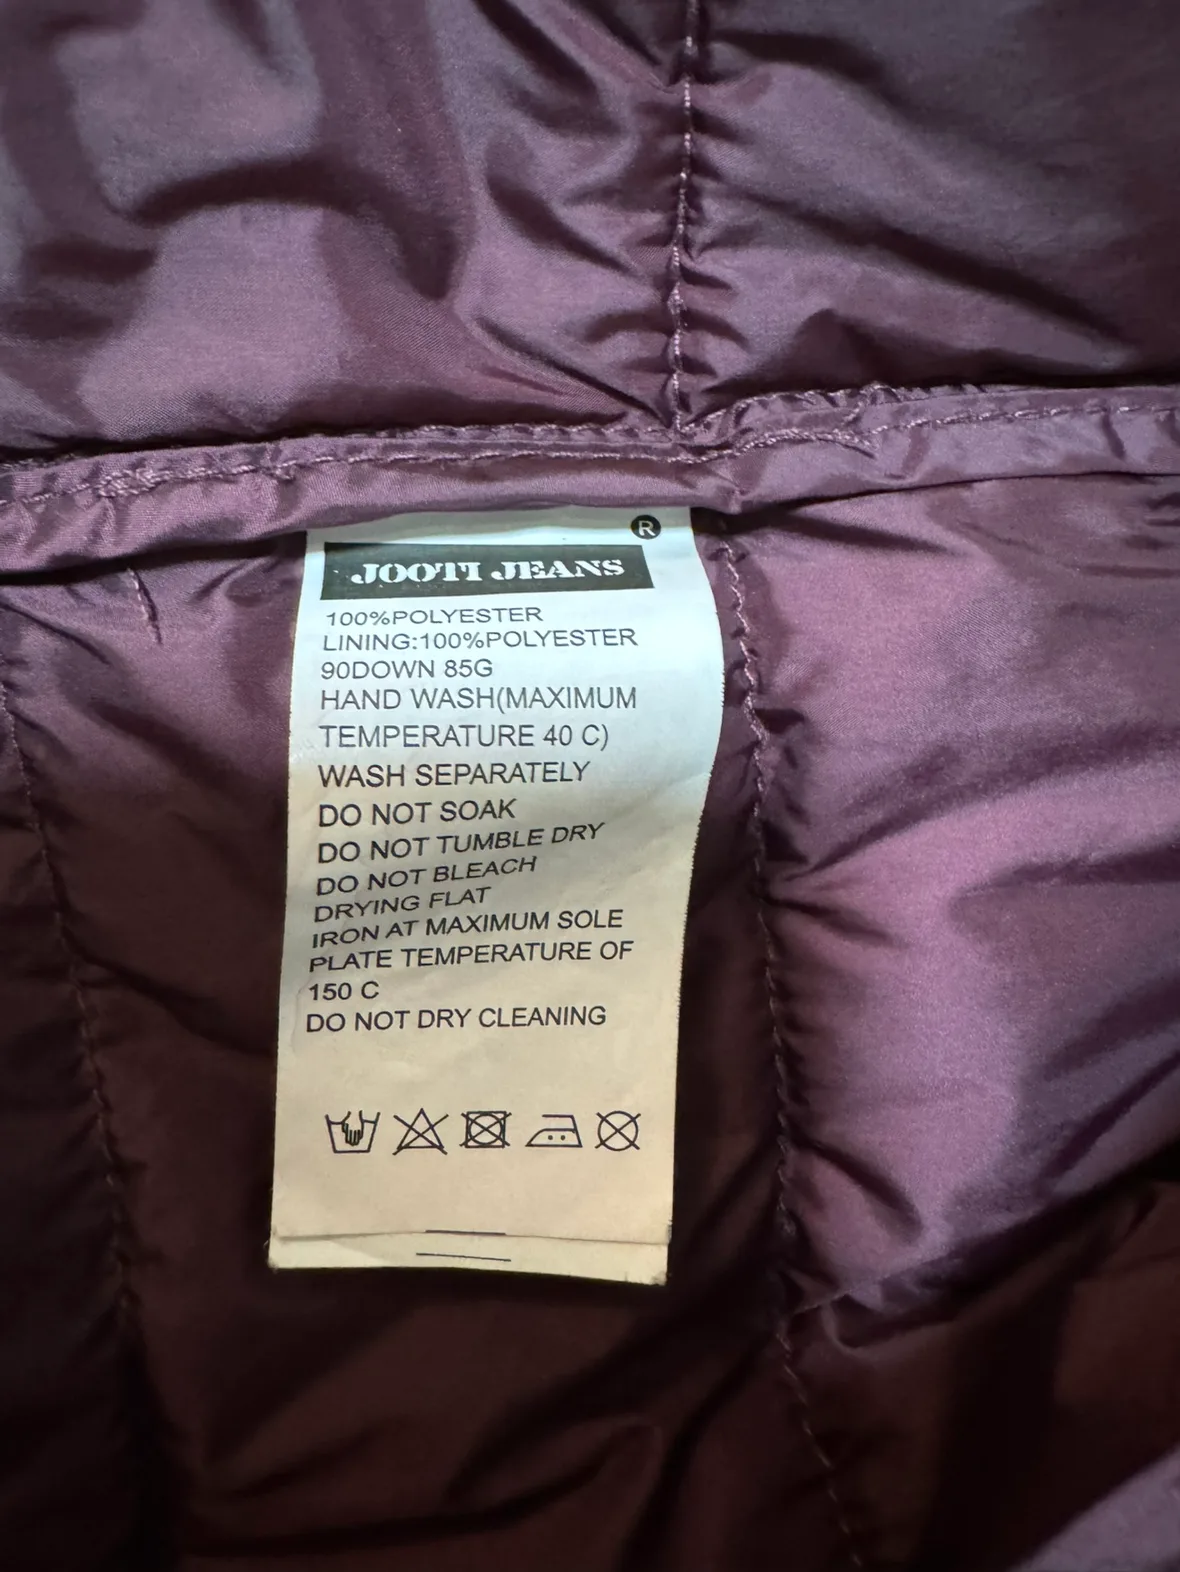 ®
JOOTI JEANS
100%POLYESTER
LINING:100%POLYESTER
90DOWN 85G
HAND WASH(MAXIMUM
TEMPERATURE 40 C)
WASH SEPARATELY
DO NOT SOAK
DO NOT TUMBLE DRY
DO NOT BLEACH
DRYING FLAT
IRON AT MAXIMUM SOLE
PLATE TEMPERATURE OF
150 C
DO NOT DRY CLEANING